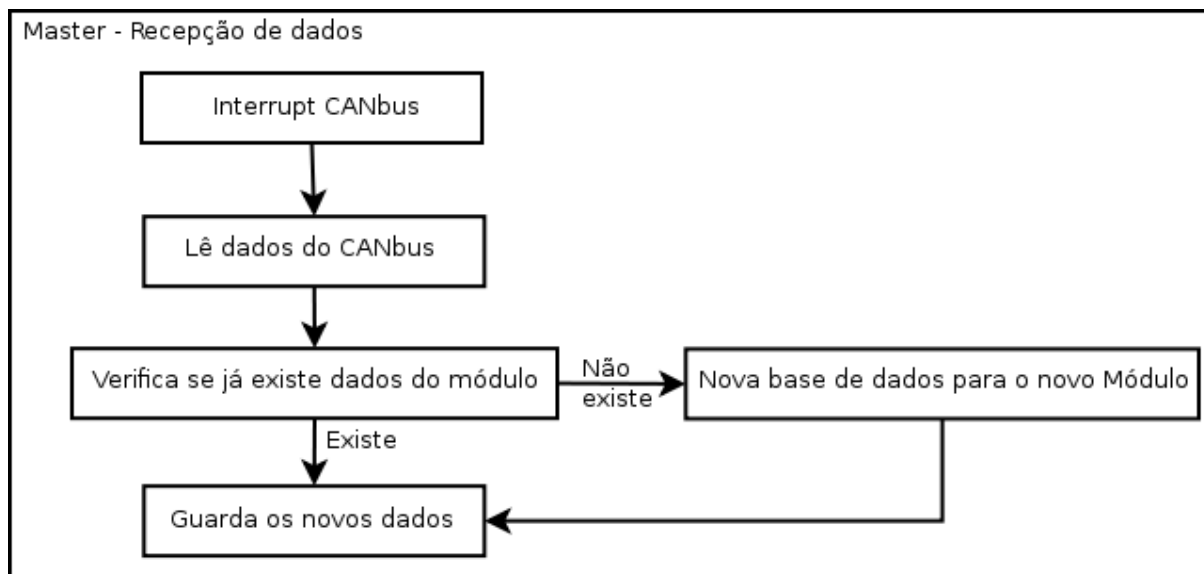 Master - Recepção de dados
Interrupt CANbus
Lê dados do CANbus
Verifica se já existe dados do módulo
Não
existe
Nova base de dados para o novo Módulo
Existe
Guarda os novos dados